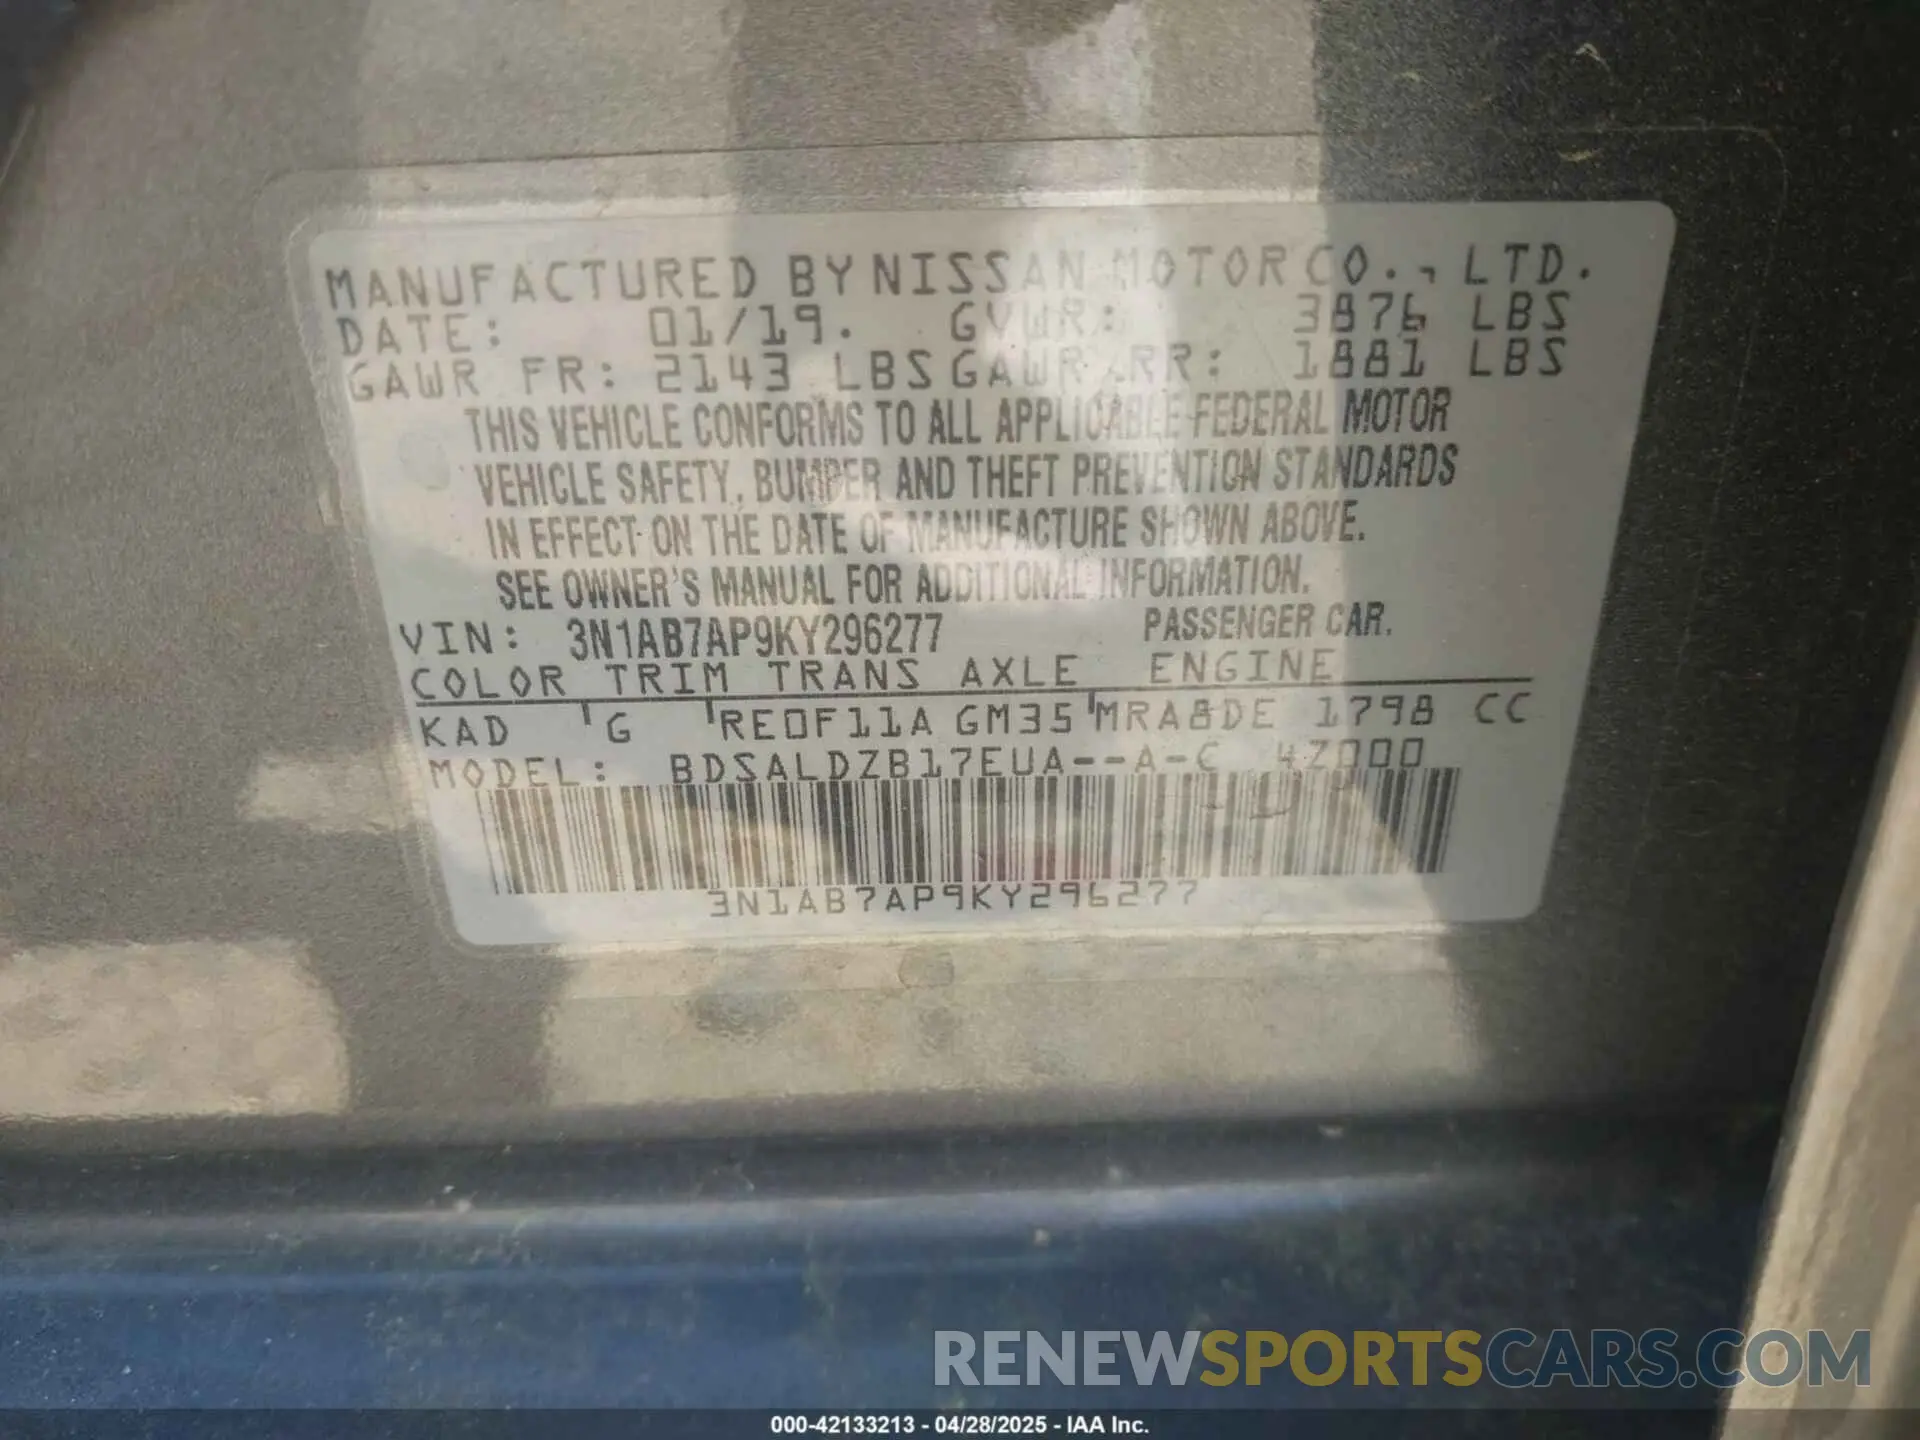 MANUFACTURED BY NISSAN MOTOR CO., LTD.
DATE: 01/19. GVWR: 3876 LBS
GAWR FR: 2143 LBS GAWR RR: 1881 LBS
THIS VEHICLE CONFORMS TO ALL APPLICABLE FEDERAL MOTOR
VEHICLE SAFETY, BUMPER AND THEFT PREVENTION STANDARDS
IN EFFECT ON THE DATE OF MANUFACTURE SHOWN ABOVE.
SEE OWNER'S MANUAL FOR ADDITIONAL INFORMATION.
VIN: 3N1AB7AP9KY296277 PASSENGER CAR.
COLOR TRIM TRANS AXLE ENGINE
KAD G RE0F11A GM35 MRA8DE 1798 CC
MODEL: BDSALDZB17EUA--A-C 4Z000
3N1AB7AP9KY296277
RENEWSPORTSCARS.COM
000-42133213 - 04/28/2025 - IAA Inc.